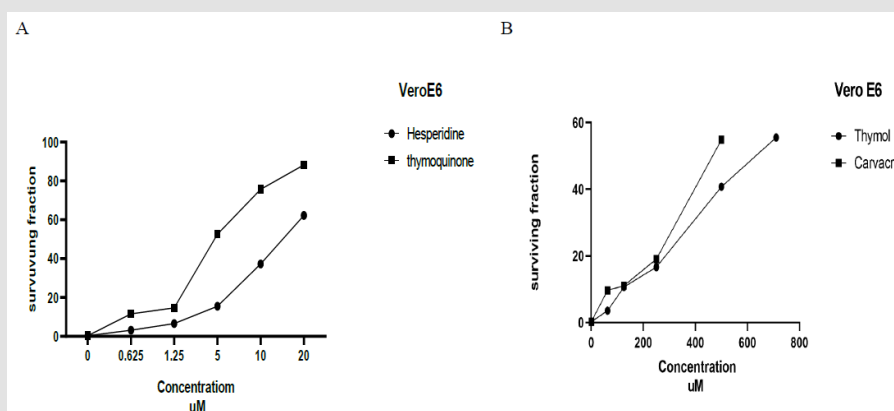 A
VeroE6
Hesperidine
thymoquinone
survuvung fraction
100
80
60
40
20
0
0 0.625 1.25 5 10 20
Concentratiom
uM
B
Vero E6
Thymol
Carvacr
surviving fraction
60
40
20
0
0 200 400 600 800
Concentration
uM